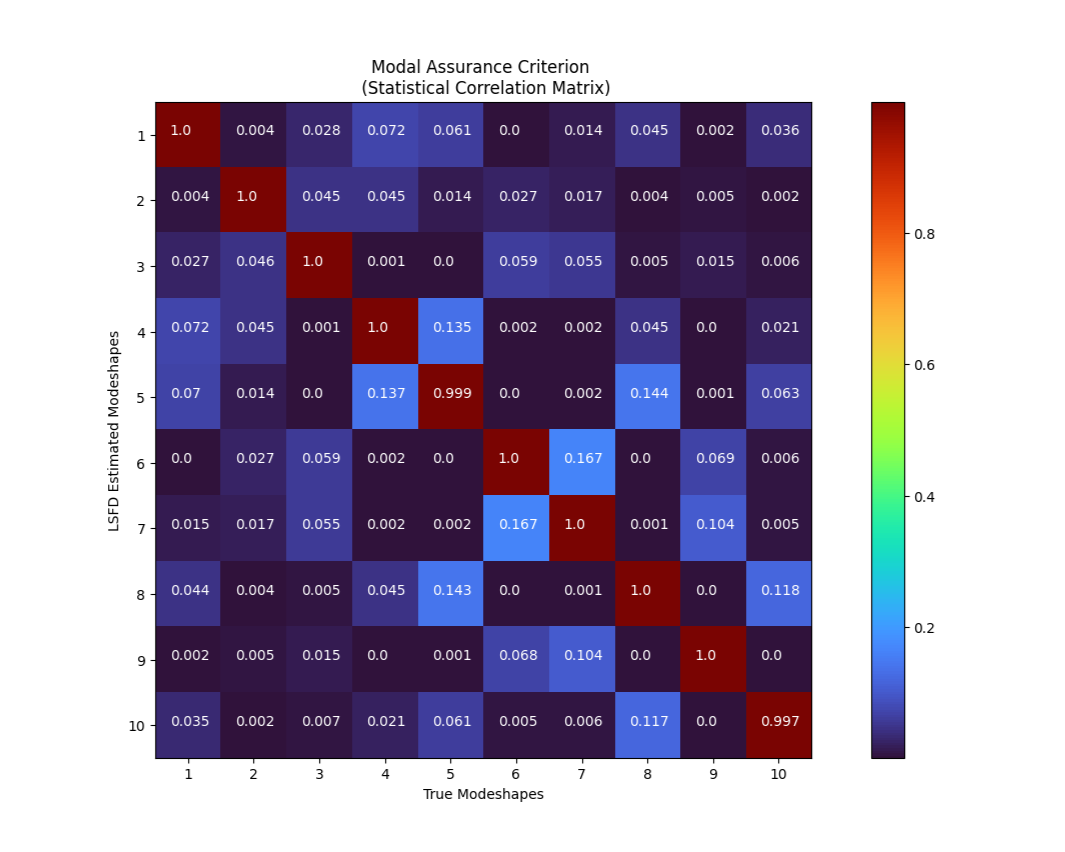 Modal Assurance Criterion
(Statistical Correlation Matrix)
1 1.0 0.004 0.028 0.072 0.061 0.0 0.014 0.045 0.002 0.036
2 0.004 1.0 0.045 0.045 0.014 0.027 0.017 0.004 0.005 0.002
3 0.027 0.046 1.0 0.001 0.0 0.059 0.055 0.005 0.015 0.006
4 0.072 0.045 0.001 1.0 0.135 0.002 0.002 0.045 0.0 0.021
5 0.07 0.014 0.0 0.137 0.999 0.0 0.002 0.144 0.001 0.063
6 0.0 0.027 0.059 0.002 0.0 1.0 0.167 0.0 0.069 0.006
7 0.015 0.017 0.055 0.002 0.002 0.167 1.0 0.001 0.104 0.005
8 0.044 0.004 0.005 0.045 0.143 0.0 0.001 1.0 0.0 0.118
9 0.002 0.005 0.015 0.0 0.001 0.068 0.104 0.0 1.0 0.0
10 0.035 0.002 0.007 0.021 0.061 0.005 0.006 0.117 0.0 0.997
1 2 3 4 5 6 7 8 9 10
True Modeshapes
LSFD Estimated Modeshapes
0.8
0.6
0.4
0.2